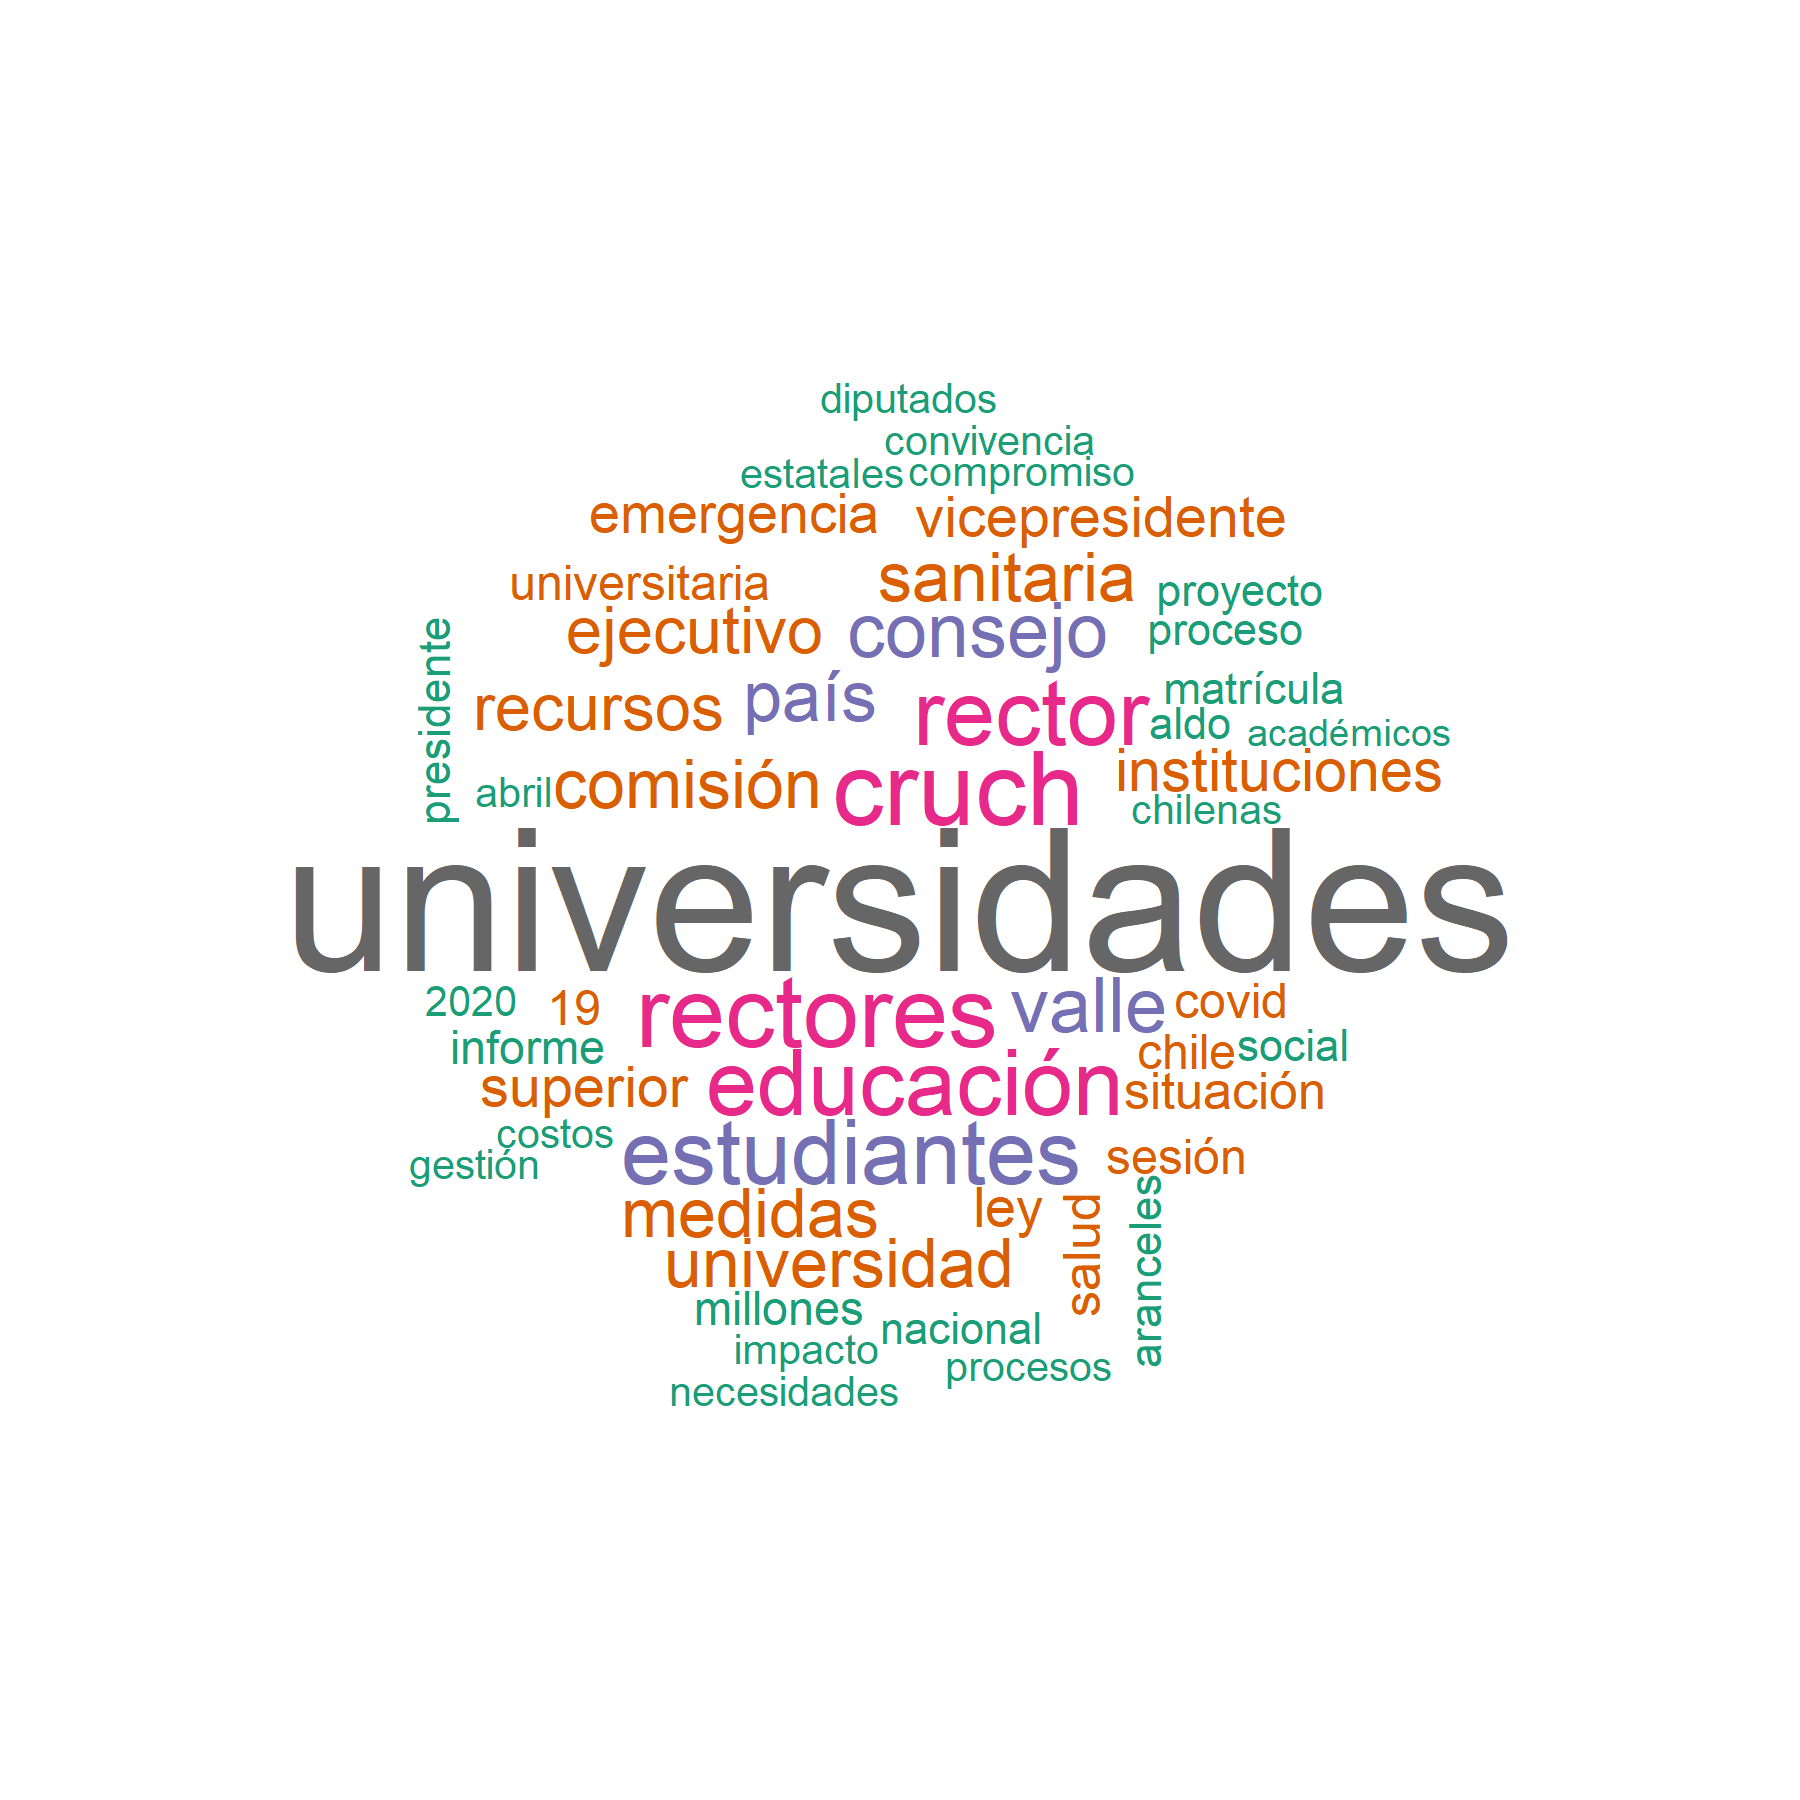 diputados
convivencia
estatales compromiso
emergencia vicepresidente
universitaria sanitaria proyecto
ejecutivo consejo proceso
presidente
recursos país rector matrícula
aldo académicos
abril comisión cruch instituciones
chilenas
universidades
2020 19 rectores valle covid
informe chile social
superior educación situación
costos estudiantes sesión
gestión
medidas ley salud aranceles
universidad
millones nacional
impacto procesos
necesidades